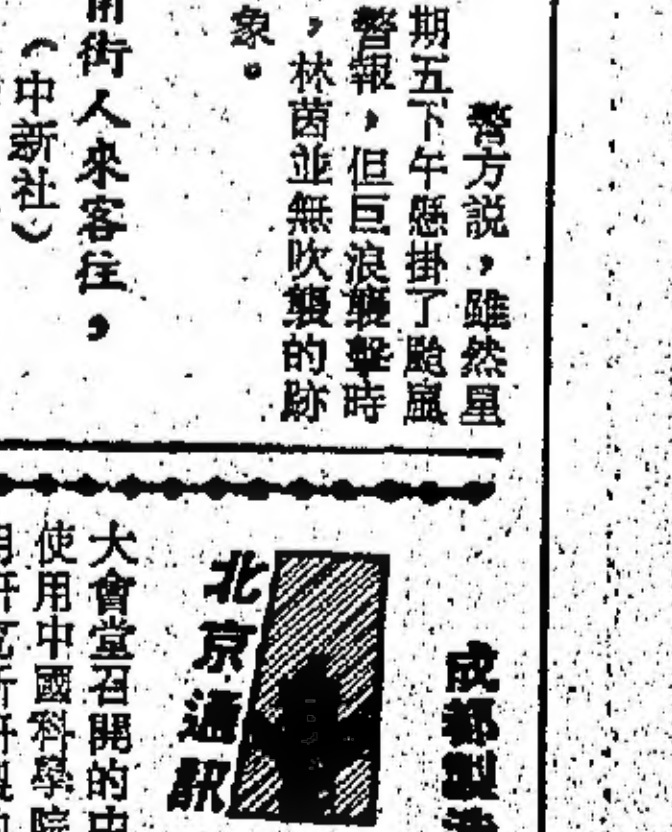 警方説，雖然星
期五下午懸掛了颱風
警報，但巨浪襲擊時
，林茵並無吹襲的跡
象。
街人來客往，
（中新社）
成都製
北京通訊
大會堂召開的中
使用中國科學院